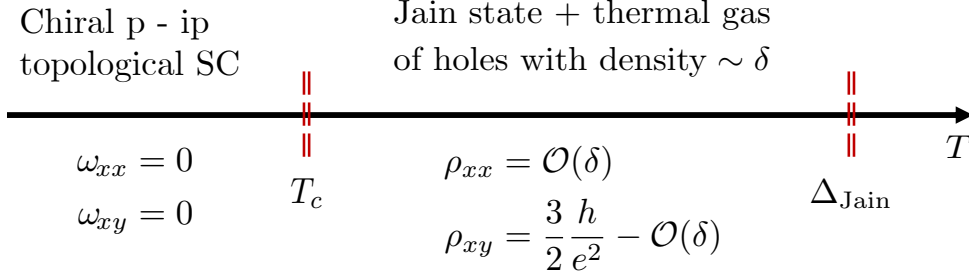 Chiral p - ip
topological SC
Jain state + thermal gas
of holes with density ∼ δ
T
T_c
Δ_Jain
ω_xx = 0
ω_xy = 0
ρ_xx = 𝒪(δ)
ρ_xy = 3/2 h/e² − 𝒪(δ)